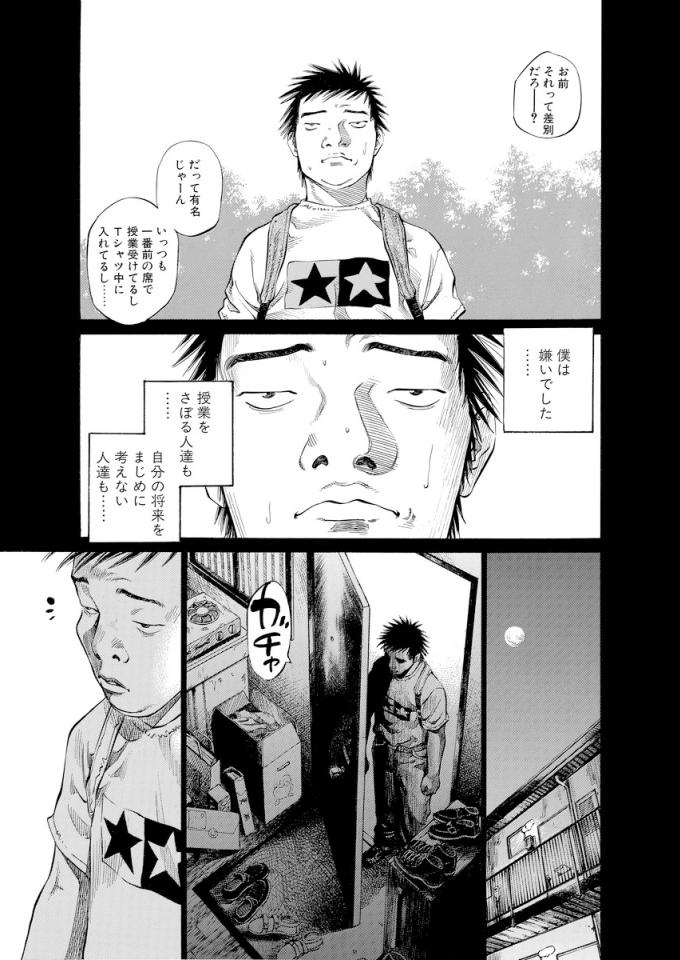 お前
それって差別
だろ――？
だって有名
じゃーん
いっつも
一番前の席で
授業受けてるし
Ｔシャツ中に
入れてるし……
僕は
嫌いでした
……
授業を
さぼる人達も
……
自分の将来を
まじめに
考えない
人達も……
ガチャ